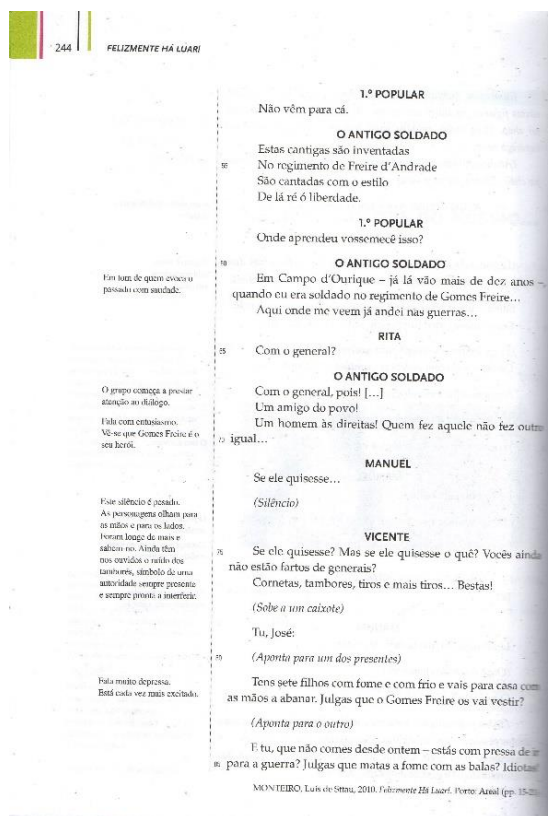 244 FELIZMENTE HÁ LUAR!
1.º POPULAR
Não vêm para cá.
O ANTIGO SOLDADO
Estas cantigas são inventadas
No regimento de Freire d'Andrade
São cantadas com o estilo
De lá ré ó liberdade.
1.º POPULAR
Onde aprendeu vossemecê isso?
O ANTIGO SOLDADO
Em tom de quem evoca o
passado com saudade.
Em Campo d'Ourique – já lá vão mais de dez anos –,
quando eu era soldado no regimento de Gomes Freire...
Aqui onde me veem já andei nas guerras...
RITA
65 Com o general?
O ANTIGO SOLDADO
O grupo começa a prestar
atenção ao diálogo.
Com o general, pois! [...]
Um amigo do povo!
Fala com entusiasmo.
Vê-se que Gomes Freire é o
seu herói.
Um homem às direitas! Quem fez aquele não fez outro
70 igual...
MANUEL
Se ele quisesse...
(Silêncio)
Este silêncio é pesado.
As personagens olham para
as mãos e para os lados.
Foram longe de mais e
sabem-no. Ainda têm
nos ouvidos o ruído dos
tambores, símbolo de uma
autoridade sempre presente
e sempre pronta a interferir.
VICENTE
75 Se ele quisesse? Mas se ele quisesse o quê? Vocês ainda
não estão fartos de generais?
Cornetas, tambores, tiros e mais tiros... Bestas!
(Sobe a um caixote)
Tu, José:
80 (Aponta para um dos presentes)
Fala muito depressa.
Está cada vez mais excitado.
Tens sete filhos com fome e com frio e vais para casa com
as mãos a abanar. Julgas que o Gomes Freire os vai vestir?
(Aponta para o outro)
E tu, que não comes desde ontem – estás com pressa de ir
85 para a guerra? Julgas que matas a fome com as balas? Idiotas!
MONTEIRO, Luís de Sttau, 2010. Felizmente Há Luar!. Porto: Areal (pp. 15-